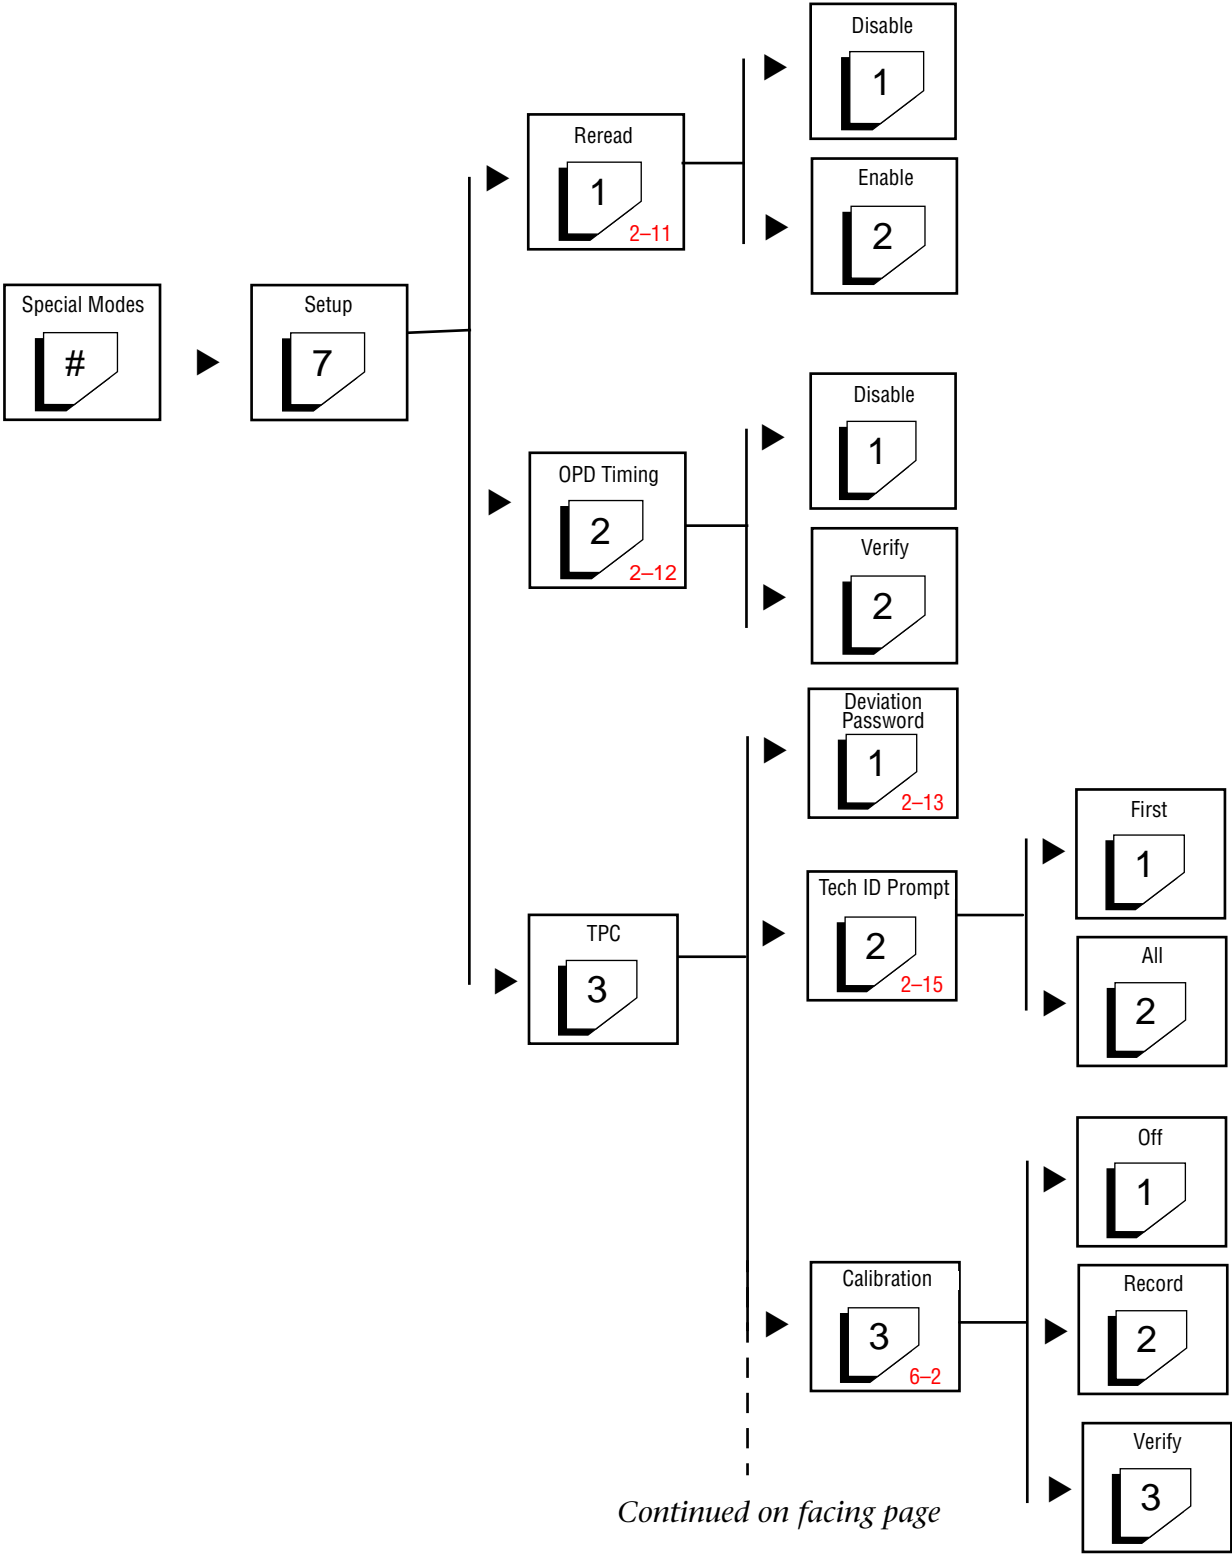 Disable
1
Enable
2
Reread
1
2–11
Special Modes
#
Setup
7
Disable
1
Verify
2
OPD Timing
2
2–12
Deviation
Password
1
2–13
Tech ID Prompt
2
2–15
First
1
All
2
TPC
3
Off
1
Record
2
Verify
3
Calibration
3
6–2
Continued on facing page